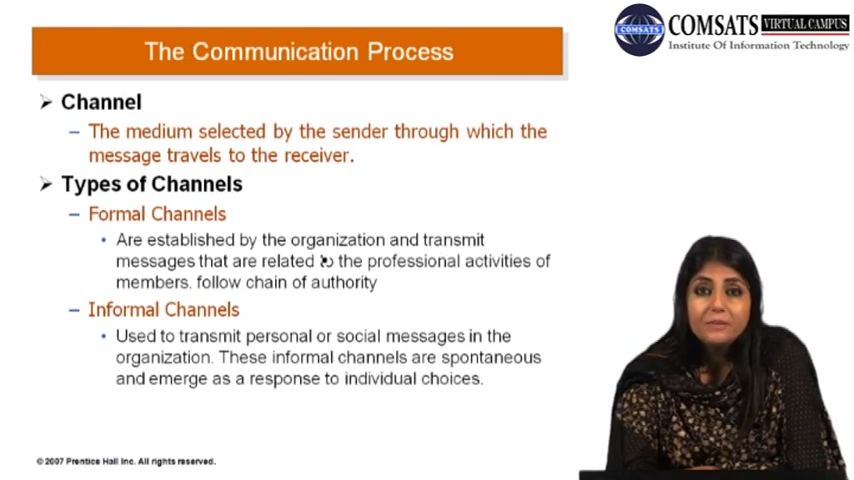 COMSATS VIRTUAL CAMPUS
Institute Of Information Technology
COMSATS
The Communication Process
Channel
– The medium selected by the sender through which the
message travels to the receiver.
Types of Channels
– Formal Channels
• Are established by the organization and transmit
messages that are related the professional activities of
members. follow chain of authority
– Informal Channels
• Used to transmit personal or social messages in the
organization. These informal channels are spontaneous
and emerge as a response to individual choices.
© 2007 Prentice Hall Inc. All rights reserved.